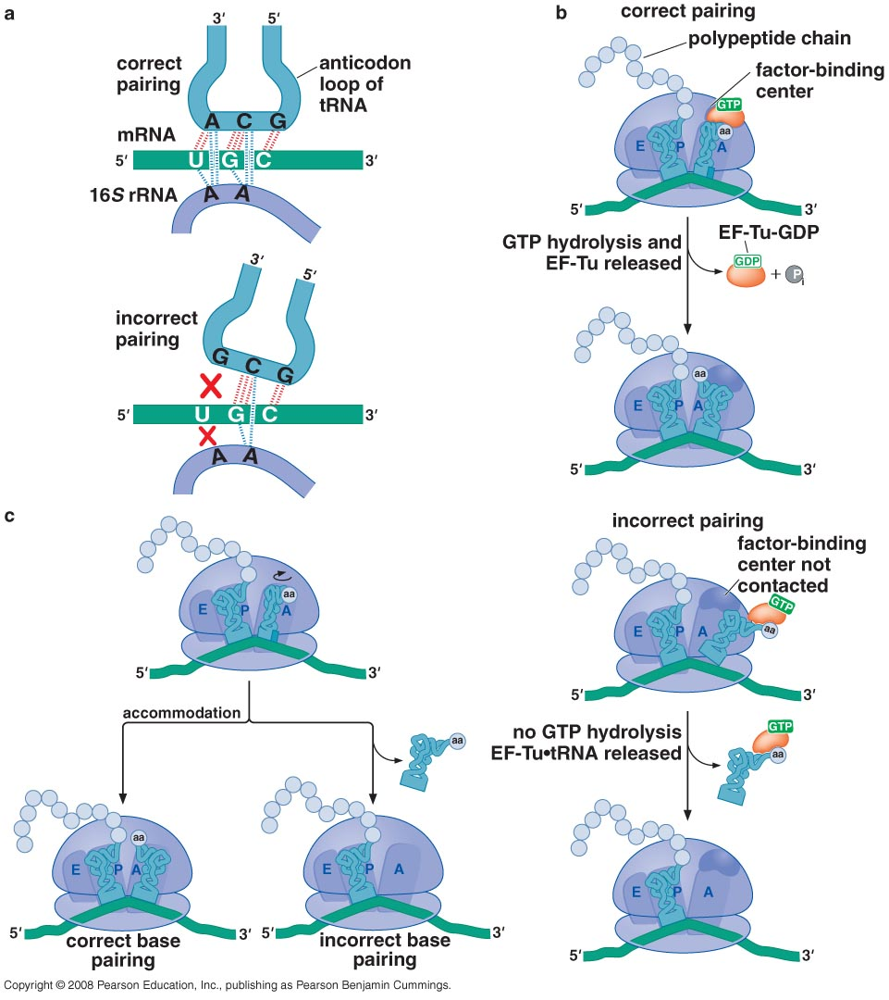 a
3′ 5′
correct
pairing
anticodon
loop of
tRNA
A C G
mRNA
5′ U G C 3′
16S rRNA
A A
3′ 5′
incorrect
pairing
G C G
5′ U G C 3′
A A
b
correct pairing
polypeptide chain
factor-binding
center
GTP
aa
E P A
5′ 3′
GTP hydrolysis and
EF-Tu released
EF-Tu-GDP
GDP
+ Pi
aa
E P A
5′ 3′
incorrect pairing
factor-binding
center not
contacted
GTP
aa
E P A
5′ 3′
no GTP hydrolysis
EF-Tu•tRNA released
GTP
aa
E P A
5′ 3′
c
aa
E P A
5′ 3′
accommodation
aa
aa
E P A
5′ 3′
correct base
pairing
E P A
5′ 3′
incorrect base
pairing
Copyright © 2008 Pearson Education, Inc., publishing as Pearson Benjamin Cummings.